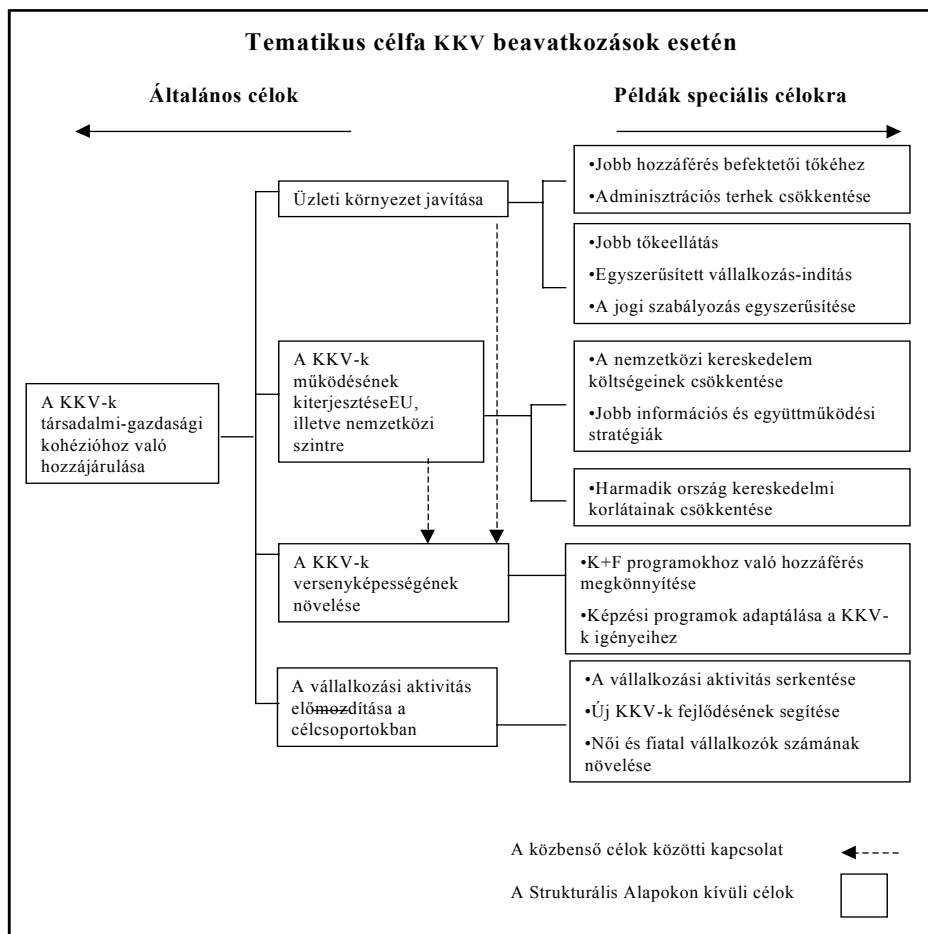 Tematikus célfa KKV beavatkozások esetén
Általános célok
Példák speciális célokra
A KKV-k
társadalmi-gazdasági
kohézióhoz való
hozzájárulása
Üzleti környezet javítása
•Jobb hozzáférés befektetői tőkéhez
•Adminisztrációs terhek csökkentése
•Jobb tőkeellátás
•Egyszerűsített vállalkozás-indítás
•A jogi szabályozás egyszerűsítése
A KKV-k
működésének
kiterjesztéseEU,
illetve nemzetközi
szintre
•A nemzetközi kereskedelem
költségeinek csökkentése
•Jobb információs és együttműködési
stratégiák
•Harmadik ország kereskedelmi
korlátainak csökkentése
A KKV-k
versenyképességének
növelése
•K+F programokhoz való hozzáférés
megkönnyítése
•Képzési programok adaptálása a KKV-
k igényeihez
A vállalkozási aktivitás
előmozdítása a
célcsoportokban
•A vállalkozási aktivitás serkentése
•Új KKV-k fejlődésének segítése
•Női és fiatal vállalkozók számának
növelése
A közbenső célok közötti kapcsolat
A Strukturális Alapokon kívüli célok